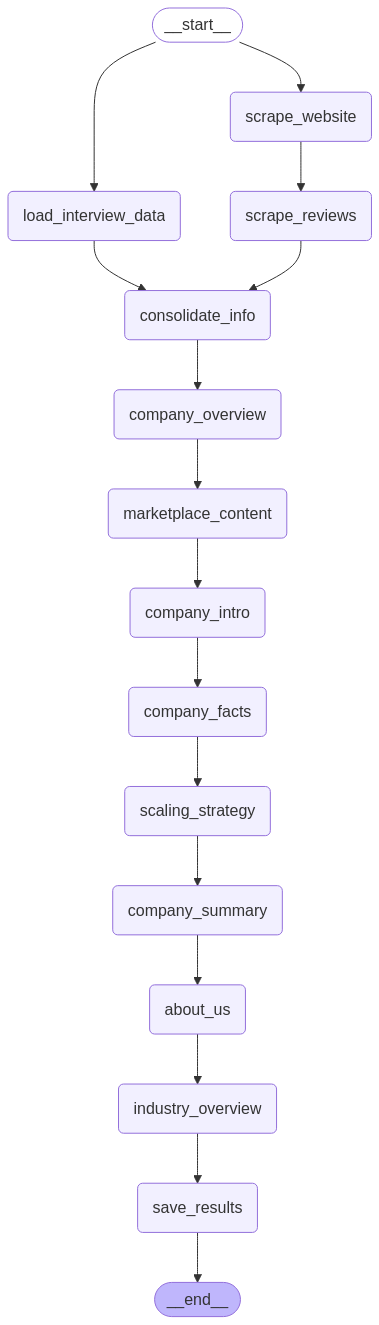 __start__
scrape_website
load_interview_data
scrape_reviews
consolidate_info
company_overview
marketplace_content
company_intro
company_facts
scaling_strategy
company_summary
about_us
industry_overview
save_results
__end__